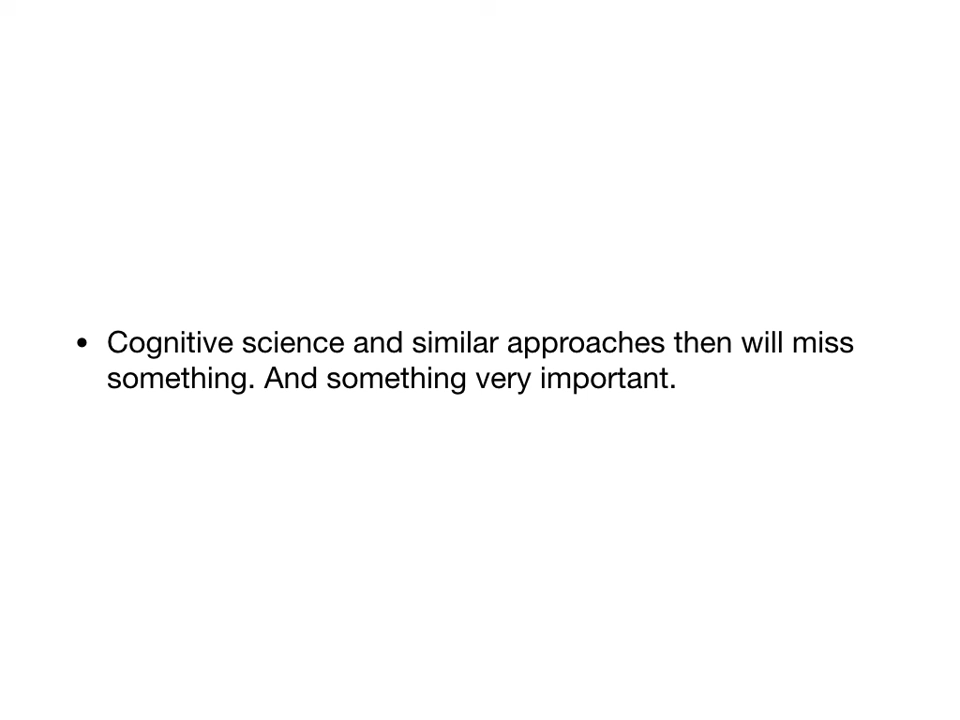 • Cognitive science and similar approaches then will miss
something. And something very important.